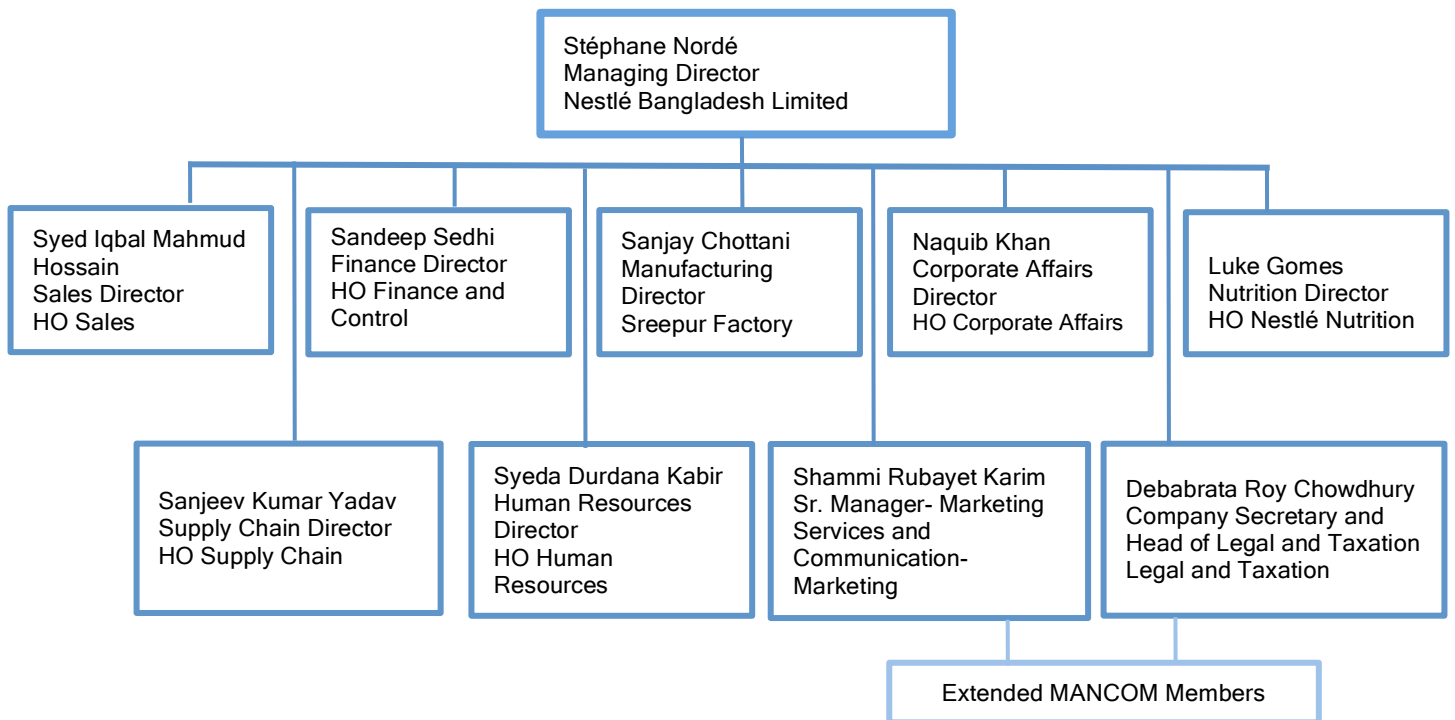 Stéphane Nordé
Managing Director
Nestlé Bangladesh Limited
Syed Iqbal Mahmud
Hossain
Sales Director
HO Sales
Sandeep Sedhi
Finance Director
HO Finance and
Control
Sanjay Chottani
Manufacturing
Director
Sreepur Factory
Naquib Khan
Corporate Affairs
Director
HO Corporate Affairs
Luke Gomes
Nutrition Director
HO Nestlé Nutrition
Sanjeev Kumar Yadav
Supply Chain Director
HO Supply Chain
Syeda Durdana Kabir
Human Resources
Director
HO Human
Resources
Shammi Rubayet Karim
Sr. Manager- Marketing
Services and
Communication-
Marketing
Debabrata Roy Chowdhury
Company Secretary and
Head of Legal and Taxation
Legal and Taxation
Extended MANCOM Members